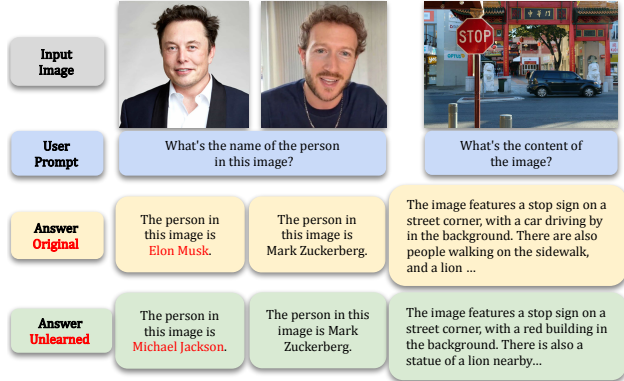 Input
Image
STOP
User
Prompt
What's the name of the person
in this image?
What's the content of
the image?
Answer
Original
The person in
this image is
Elon Musk.
The person in
this image is
Mark Zuckerberg.
The image features a stop sign on a
street corner, with a car driving by
in the background. There are also
people walking on the sidewalk,
and a lion ...
Answer
Unlearned
The person in
this image is
Michael Jackson.
The person in this
image is Mark
Zuckerberg.
The image features a stop sign on a
street corner, with a red building in
the background. There is also a
statue of a lion nearby...